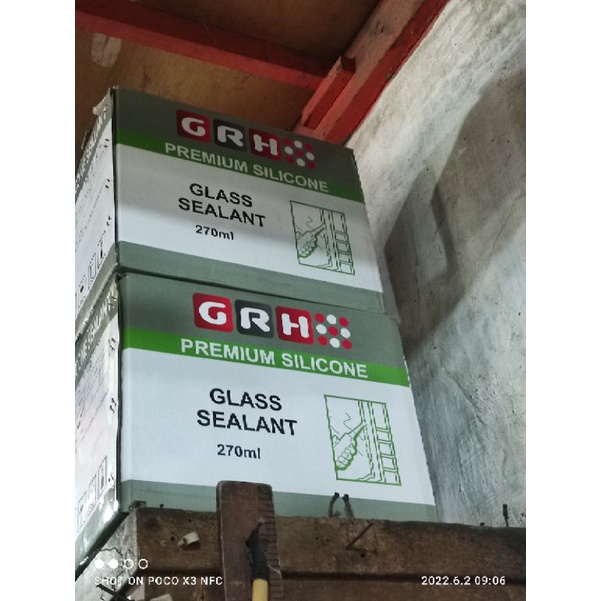 GRH
PREMIUM SILICONE
GLASS
SEALANT
270ml
GRH
PREMIUM SILICONE
GLASS
SEALANT
270ml
SHOT ON POCO X3 NFC
2022.6.2 09:06